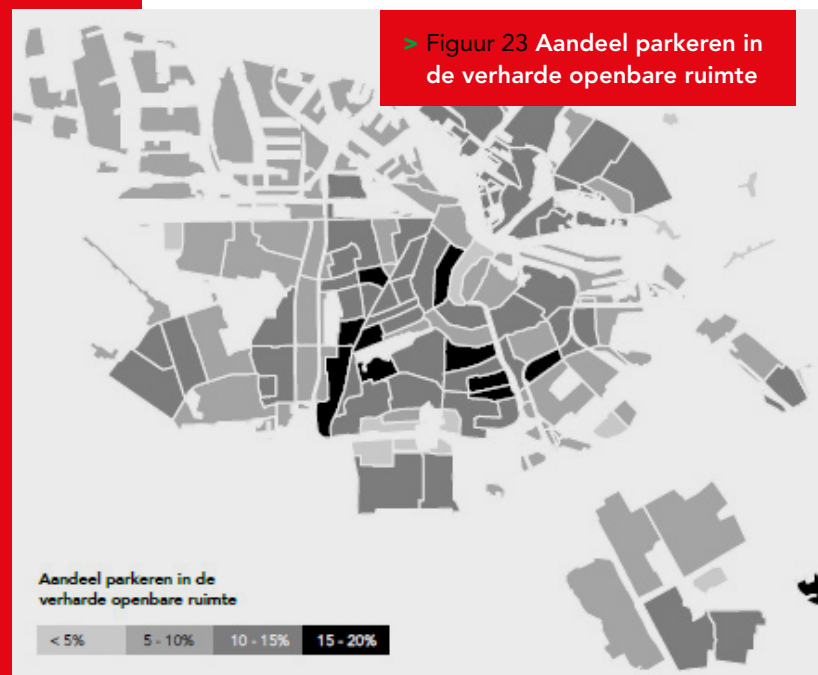 > Figuur 23 Aandeel parkeren in
de verharde openbare ruimte
Aandeel parkeren in de
verharde openbare ruimte
< 5% 5 - 10% 10 - 15% 15 - 20%